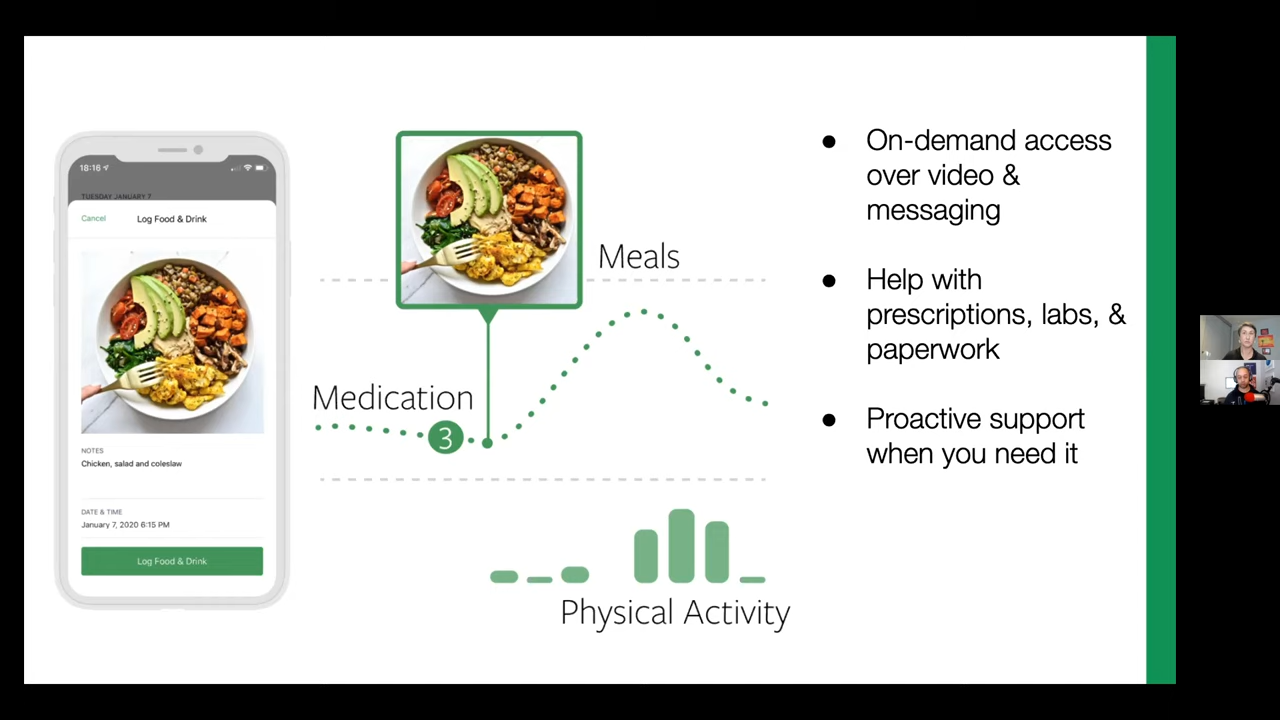 18:16
TUESDAY JANUARY 7
Cancel
Log Food & Drink
NOTES
Chicken, salad and coleslaw
DATE & TIME
January 7, 2020 6:15 PM
Log Food & Drink
Meals
Medication
3
Physical Activity
● On-demand access
over video &
messaging
● Help with
prescriptions, labs, &
paperwork
● Proactive support
when you need it